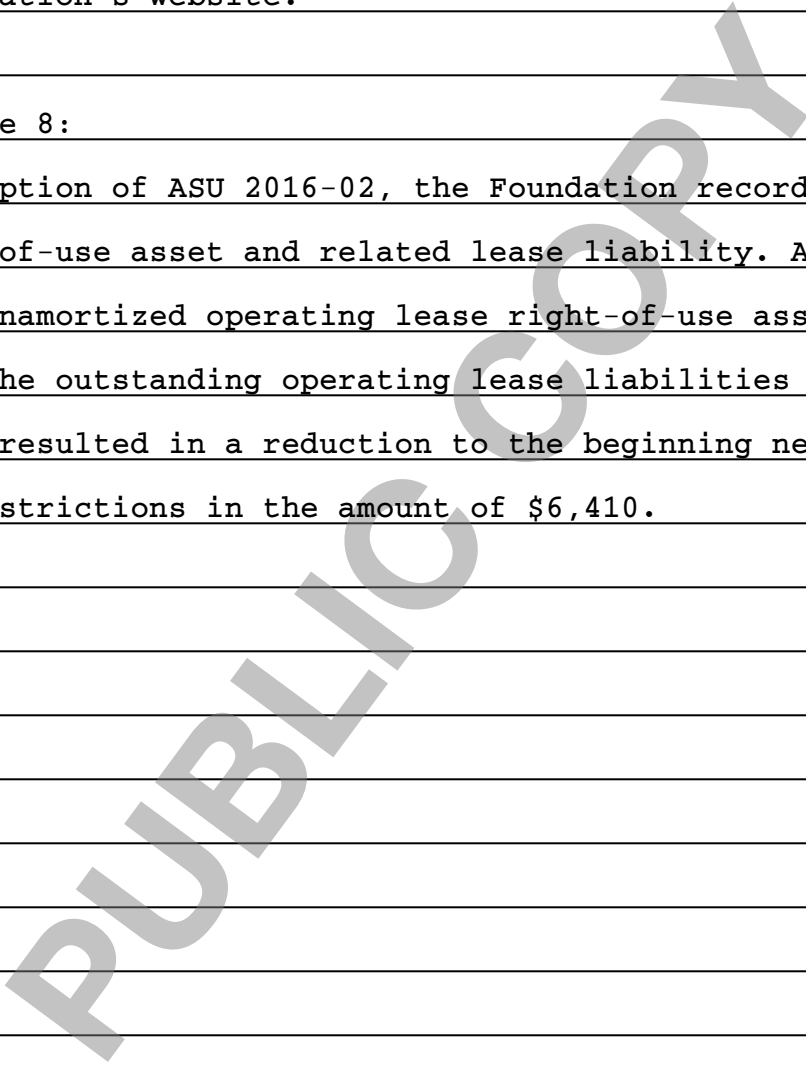 ation's website.
e 8:
ption of ASU 2016-02, the Foundation record
of-use asset and related lease liability. A
namortized operating lease right-of-use ass
he outstanding operating lease liabilities
resulted in a reduction to the beginning ne
strictions in the amount of $6,410.
PUBLIC COPY